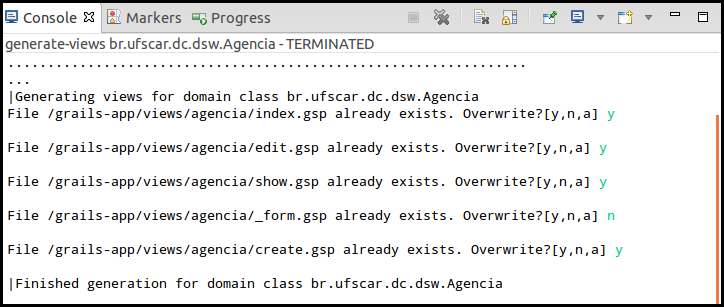 Console Markers Progress
generate-views br.ufscar.dc.dsw.Agencia - TERMINATED
.................................................................
...
|Generating views for domain class br.ufscar.dc.dsw.Agencia
File /grails-app/views/agencia/index.gsp already exists. Overwrite?[y,n,a] y
File /grails-app/views/agencia/edit.gsp already exists. Overwrite?[y,n,a] y
File /grails-app/views/agencia/show.gsp already exists. Overwrite?[y,n,a] y
File /grails-app/views/agencia/_form.gsp already exists. Overwrite?[y,n,a] n
File /grails-app/views/agencia/create.gsp already exists. Overwrite?[y,n,a] y
|Finished generation for domain class br.ufscar.dc.dsw.Agencia